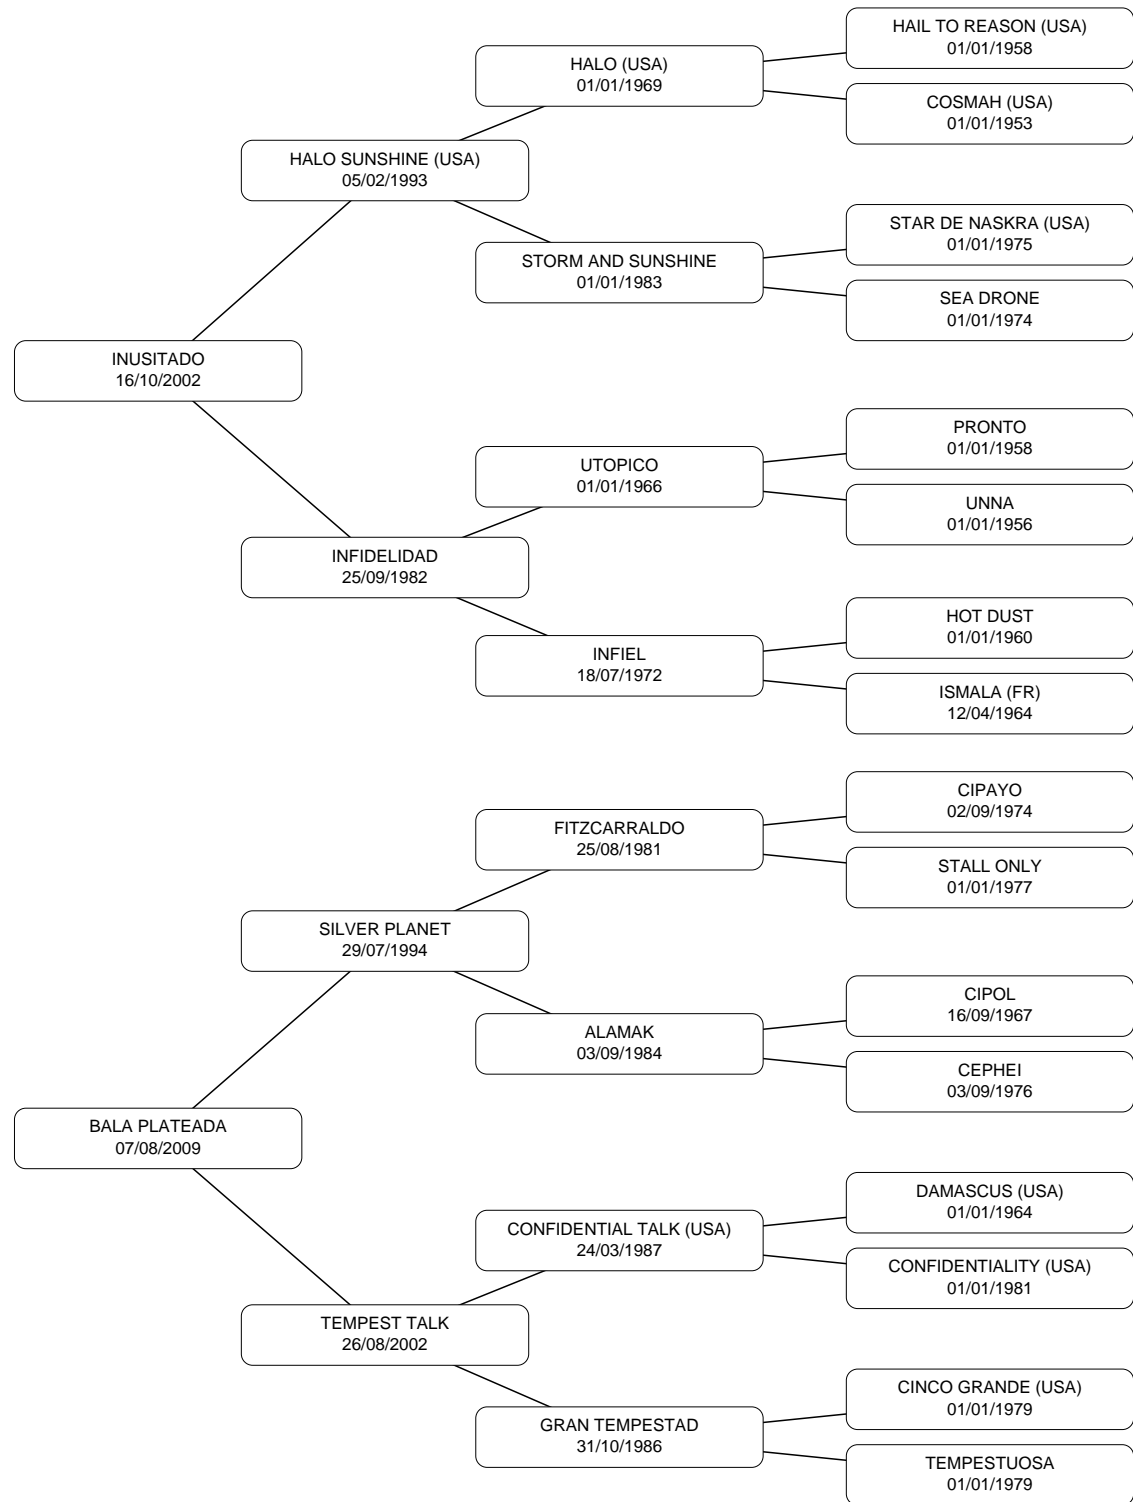 HAIL TO REASON (USA)
01/01/1958
HALO (USA)
01/01/1969
COSMAH (USA)
01/01/1953
HALO SUNSHINE (USA)
05/02/1993
STAR DE NASKRA (USA)
01/01/1975
STORM AND SUNSHINE
01/01/1983
SEA DRONE
01/01/1974
INUSITADO
16/10/2002
PRONTO
01/01/1958
UTOPICO
01/01/1966
UNNA
01/01/1956
INFIDELIDAD
25/09/1982
HOT DUST
01/01/1960
INFIEL
18/07/1972
ISMALA (FR)
12/04/1964
CIPAYO
02/09/1974
FITZCARRALDO
25/08/1981
STALL ONLY
01/01/1977
SILVER PLANET
29/07/1994
CIPOL
16/09/1967
ALAMAK
03/09/1984
CEPHEI
03/09/1976
BALA PLATEADA
07/08/2009
DAMASCUS (USA)
01/01/1964
CONFIDENTIAL TALK (USA)
24/03/1987
CONFIDENTIALITY (USA)
01/01/1981
TEMPEST TALK
26/08/2002
CINCO GRANDE (USA)
01/01/1979
GRAN TEMPESTAD
31/10/1986
TEMPESTUOSA
01/01/1979